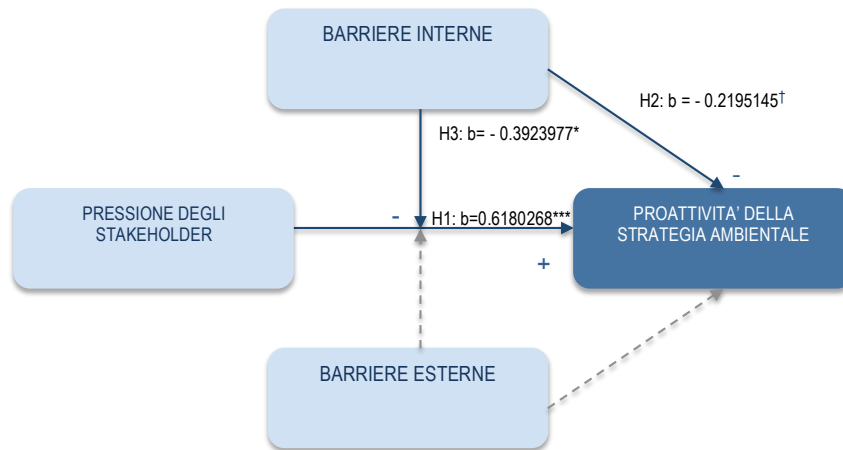 BARRIERE INTERNE
H2: b = - 0.2195145†
H3: b= - 0.3923977*
-
PRESSIONE DEGLI
STAKEHOLDER
-
H1: b=0.6180268***
+
PROATTIVITA’ DELLA
STRATEGIA AMBIENTALE
BARRIERE ESTERNE